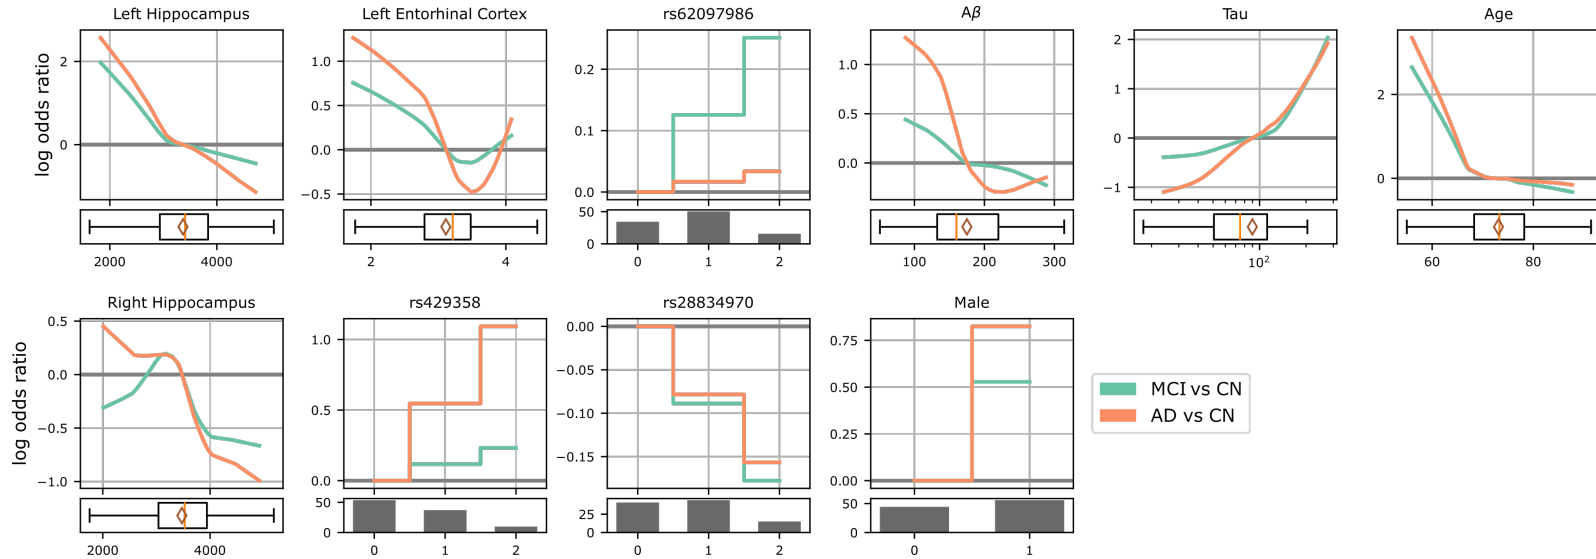 Left Hippocampus
Left Entorhinal Cortex
rs62097986
Aβ
Tau
Age
log odds ratio
2
0
2000 4000
1.0
0.5
0.0
−0.5
2 4
0.2
0.1
0.0
50
0
0 1 2
1.0
0.5
0.0
100 200 300
2
1
0
−1
10²
2
0
60 80
Right Hippocampus
rs429358
rs28834970
Male
log odds ratio
0.5
0.0
−0.5
−1.0
2000 4000
1.0
0.5
0.0
50
0
0 1 2
0.00
−0.05
−0.10
−0.15
25
0
0 1 2
0.75
0.50
0.25
0.00
50
0
0 1
MCI vs CN
AD vs CN